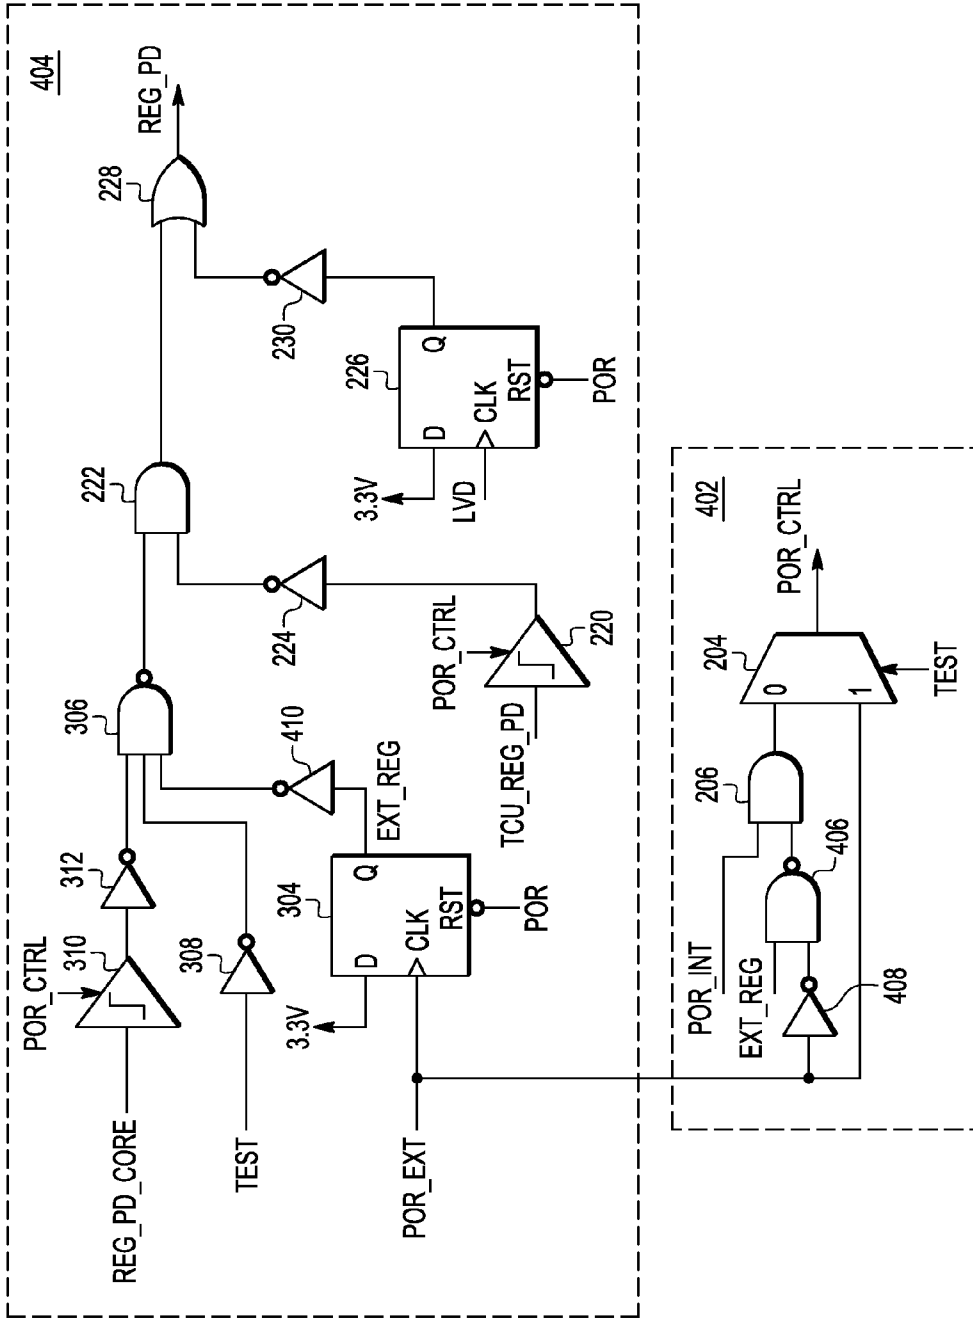 404
REG_PD
228
230
226
D
Q
CLK
RST
3.3V
LVD
POR
222
224
POR_CTRL
220
TCU_REG_PD
306
410
EXT_REG
312
POR_CTRL
310
308
304
D
Q
CLK
RST
3.3V
POR
REG_PD_CORE
TEST
POR_EXT
402
POR_CTRL
204
0
1
TEST
206
406
POR_INT
EXT_REG
408